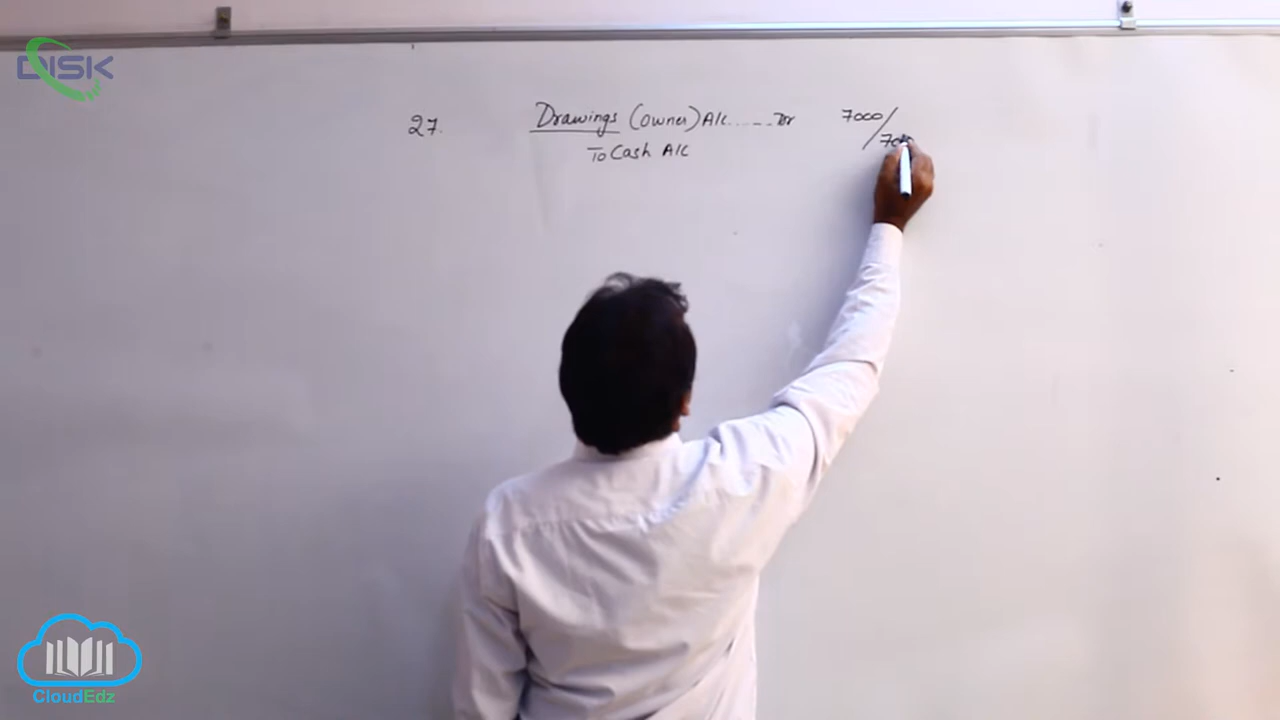 DISK
27. Drawings (owner) A/c...... Dr 7000/
To Cash A/C
CloudEdz